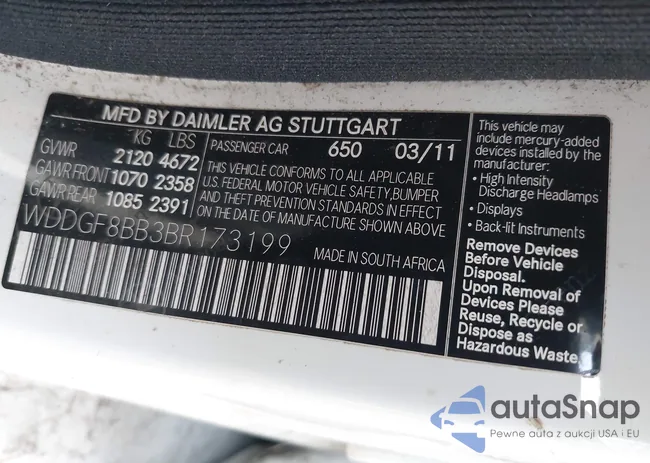 MFD BY DAIMLER AG STUTTGART
KG LBS
GVWR 2120 4672
GAWR FRONT 1070 2358
GAWR REAR 1085 2391
PASSENGER CAR 650 03/11
THIS VEHICLE CONFORMS TO ALL APPLICABLE
U.S. FEDERAL MOTOR VEHICLE SAFETY, BUMPER
AND THEFT PREVENTION STANDARDS IN EFFECT
ON THE DATE OF MANUFACTURE SHOWN ABOVE.
WDDGF8BB3BR173199
MADE IN SOUTH AFRICA
This vehicle may
include mercury-added
devices installed by the
manufacturer:
• High Intensity
Discharge Headlamps
• Displays
• Back-lit Instruments
Remove Devices
Before Vehicle
Disposal.
Upon Removal of
Devices Please
Reuse, Recycle or
Dispose as
Hazardous Waste.
autaSnap
Pewne auta z aukcji USA i EU